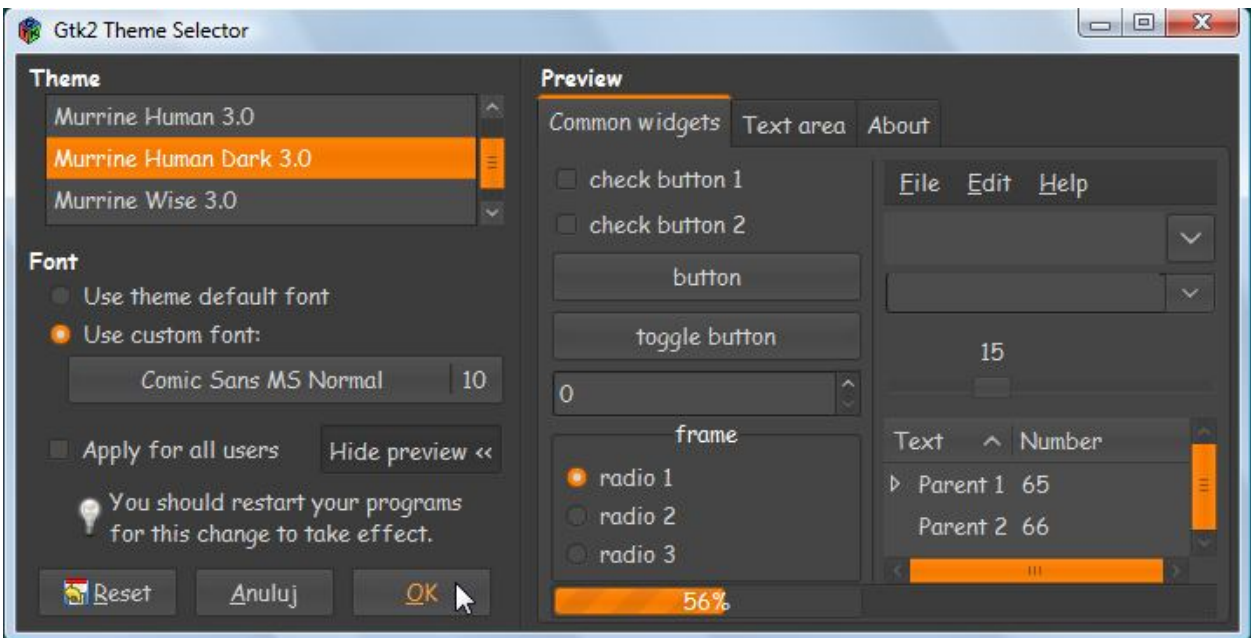 Gtk2 Theme Selector
Theme
Murrine Human 3.0
Murrine Human Dark 3.0
Murrine Wise 3.0
Font
Use theme default font
Use custom font:
Comic Sans MS Normal 10
Apply for all users
Hide preview <<
You should restart your programs
for this change to take effect.
Reset Anuluj OK
Preview
Common widgets Text area About
check button 1
check button 2
button
toggle button
0
frame
radio 1
radio 2
radio 3
56%
File Edit Help
15
Text Number
Parent 1 65
Parent 2 66